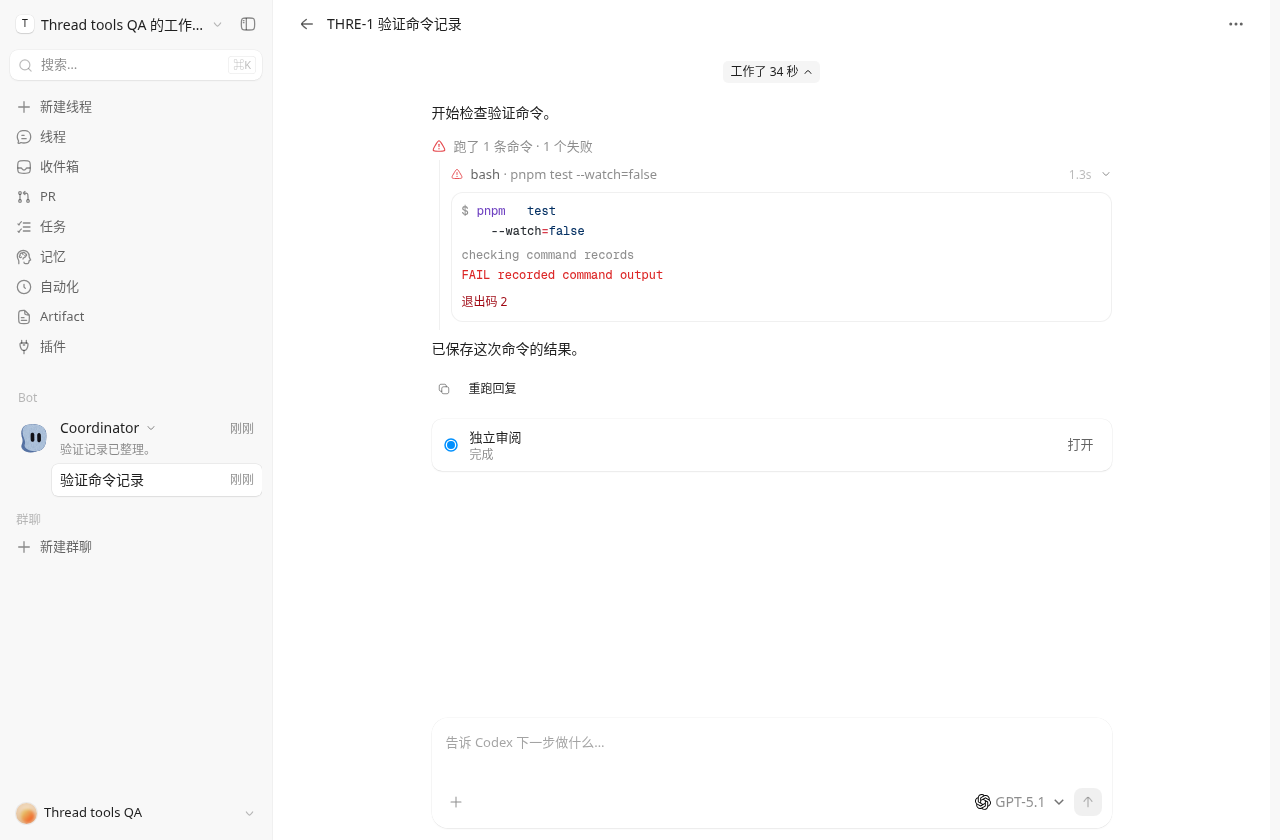 T Thread tools QA 的工作...
搜索... ⌘K
新建线程
线程
收件箱
PR
任务
记忆
自动化
Artifact
插件
Bot
Coordinator 刚刚
验证记录已整理。
验证命令记录 刚刚
群聊
新建群聊
Thread tools QA
THRE-1 验证命令记录
工作了 34 秒
开始检查验证命令。
跑了 1 条命令 · 1 个失败
bash · pnpm test --watch=false 1.3s
$ pnpm test
--watch=false
checking command records
FAIL recorded command output
退出码 2
已保存这次命令的结果。
重跑回复
独立审阅
完成
打开
告诉 Codex 下一步做什么...
GPT-5.1